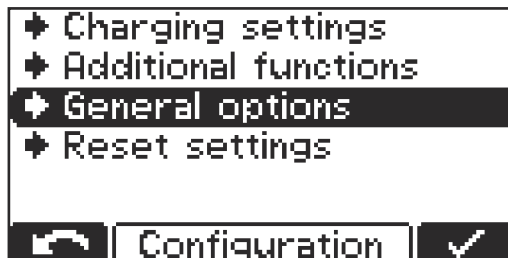 Charging settings
Additional functions
General options
Reset settings
Configuration